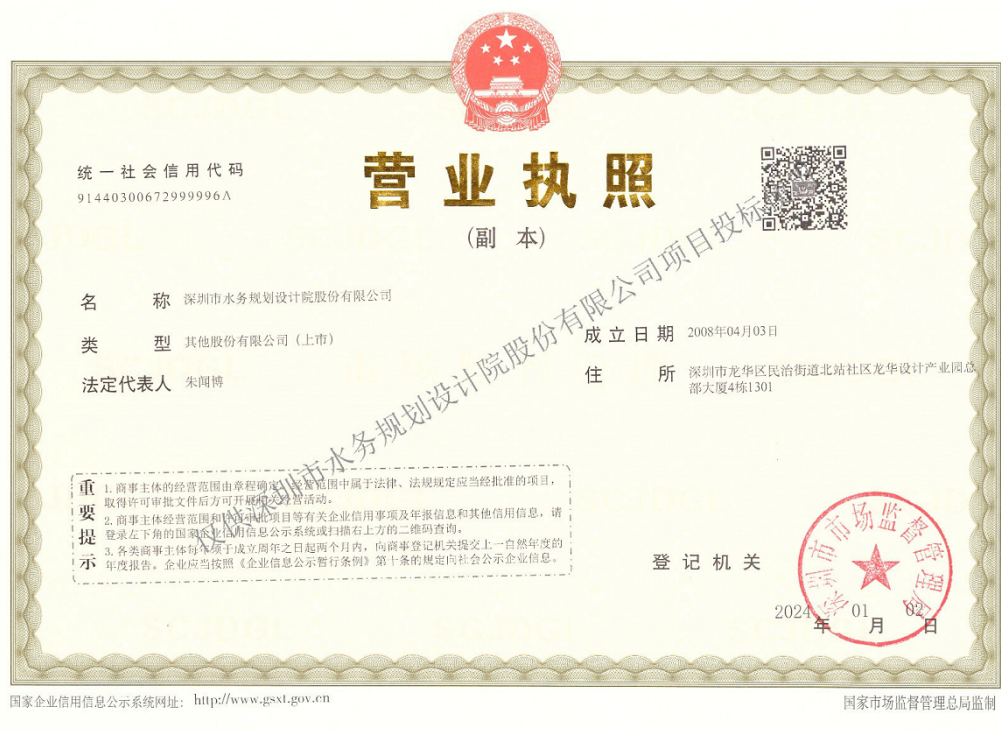 营业执照
(副 本)
统一社会信用代码
91440300672999996A
名 称 深圳市水务规划设计院股份有限公司
类 型 其他股份有限公司（上市）
法定代表人 朱闻博
成立日期 2008年04月03日
住 所 深圳市龙华区民治街道北站社区龙华设计产业园总
部大厦4栋1301
重要提示
1.商事主体的经营范围由章程确定。经营范围中属于法律、法规规定应当经批准的项目，
取得许可审批文件后方可开展相关经营活动。
2.商事主体经营范围和许可审批项目等有关企业信用事项及年报信息和其他信用信息，请
登录左下角的国家企业信用信息公示系统或扫描右上方的二维码查询。
3.各类商事主体每年须于成立周年之日起两个月内，向商事登记机关提交上一自然年度的
年度报告。企业应当按照《企业信息公示暂行条例》第十条的规定向社会公示企业信息。
登记机关
深圳市市场监督管理局
2024年01月02日
仅供深圳市水务规划设计院股份有限公司项目投标
国家企业信用信息公示系统网址： http://www.gsxt.gov.cn
国家市场监督管理总局监制